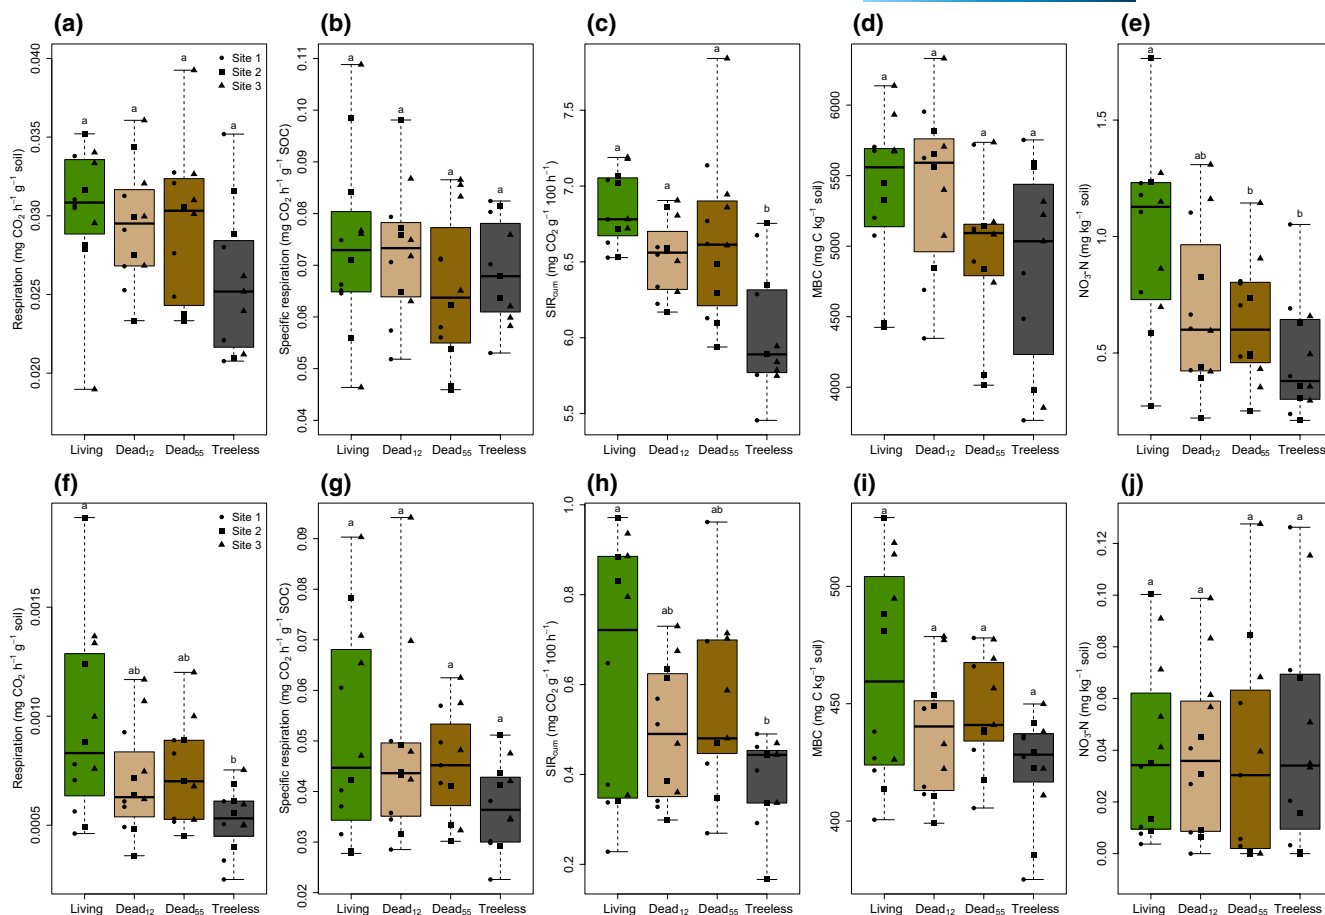 (a) (b) (c) (d) (e)
Respiration (mg CO₂ h⁻¹ g⁻¹ soil)
0.040
0.035
0.030
0.025
0.020
Site 1
Site 2
Site 3
a a a a
Living Dead₁₂ Dead₅₅ Treeless
Specific respiration (mg CO₂ h⁻¹ g⁻¹ SOC)
0.11
0.10
0.09
0.08
0.07
0.06
0.05
0.04
a a a a
Living Dead₁₂ Dead₅₅ Treeless
SIRcum (mg CO₂ g⁻¹ 100 h⁻¹)
7.5
7.0
6.5
6.0
5.5
a a a b
Living Dead₁₂ Dead₅₅ Treeless
MBC (mg C kg⁻¹ soil)
6000
5500
5000
4500
4000
a a a a
Living Dead₁₂ Dead₅₅ Treeless
NO₃-N (mg kg⁻¹ soil)
1.5
1.0
0.5
a ab b b
Living Dead₁₂ Dead₅₅ Treeless
(f) (g) (h) (i) (j)
Respiration (mg CO₂ h⁻¹ g⁻¹ soil)
0.0015
0.0010
0.0005
Site 1
Site 2
Site 3
a ab ab b
Living Dead₁₂ Dead₅₅ Treeless
Specific respiration (mg CO₂ h⁻¹ g⁻¹ SOC)
0.09
0.08
0.07
0.06
0.05
0.04
0.03
0.02
a a a a
Living Dead₁₂ Dead₅₅ Treeless
SIRcum (mg CO₂ g⁻¹ 100 h⁻¹)
1.0
0.8
0.6
0.4
0.2
a ab ab b
Living Dead₁₂ Dead₅₅ Treeless
MBC (mg C kg⁻¹ soil)
500
450
400
a a a a
Living Dead₁₂ Dead₅₅ Treeless
NO₃-N (mg kg⁻¹ soil)
0.12
0.10
0.08
0.06
0.04
0.02
0.00
a a a a
Living Dead₁₂ Dead₅₅ Treeless